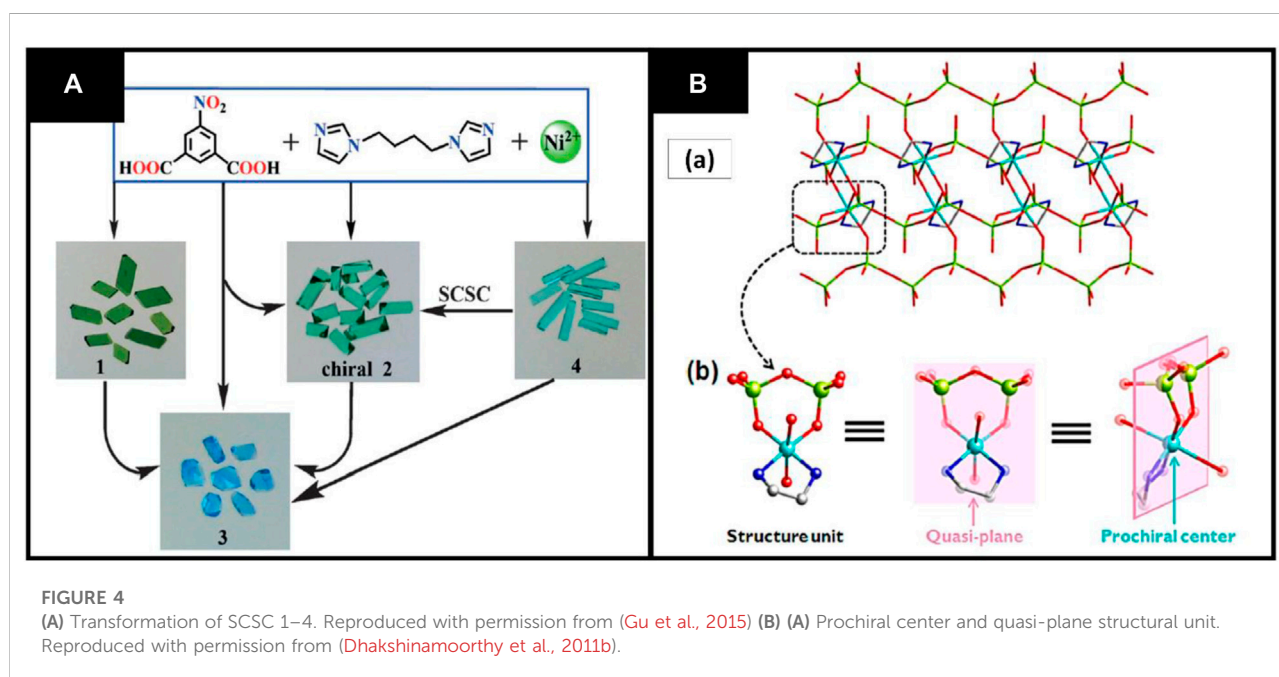 A
NO2
HOOC
COOH
+
N
N
N
N
+
Ni2+
1
chiral 2
SCSC
4
3
B
(a)
(b)
Structure unit
Quasi-plane
Prochiral center
FIGURE 4
(A) Transformation of SCSC 1–4. Reproduced with permission from (Gu et al., 2015) (B) (A) Prochiral center and quasi-plane structural unit.
Reproduced with permission from (Dhakshinamoorthy et al., 2011b).